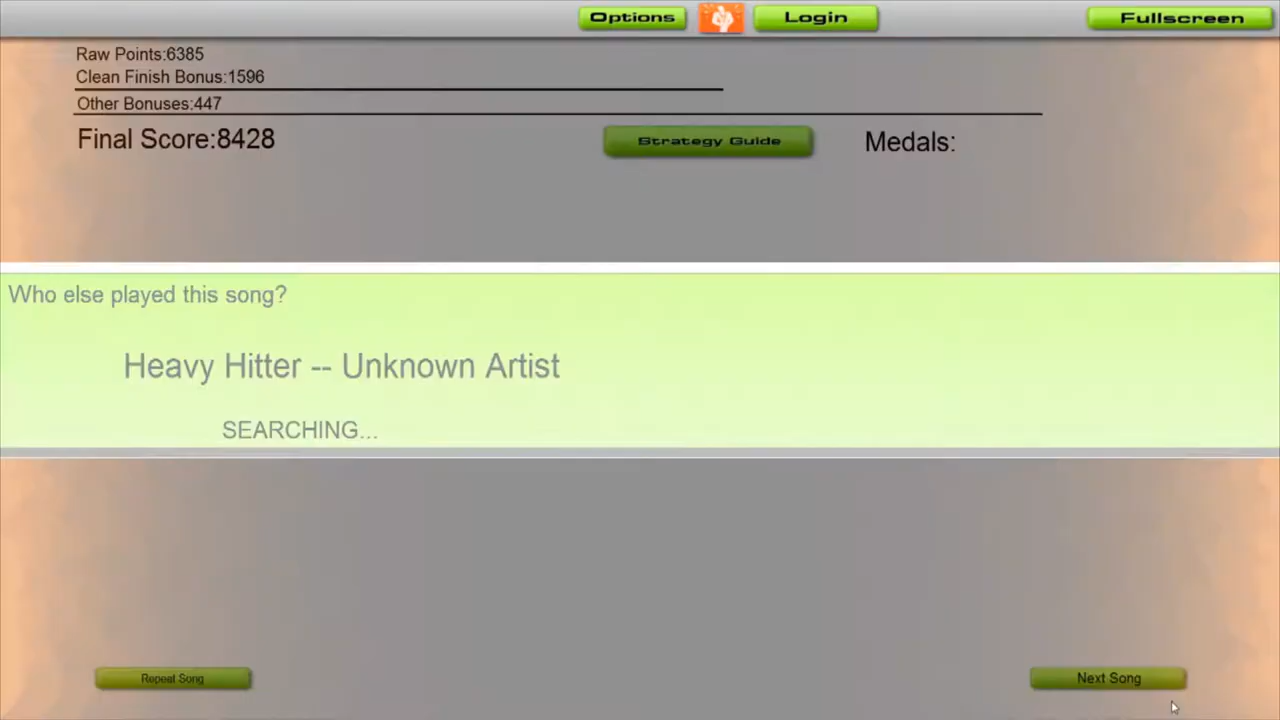 Options
Login
Fullscreen
Raw Points:6385
Clean Finish Bonus:1596
Other Bonuses:447
Final Score:8428
Strategy Guide
Medals:
Who else played this song?
Heavy Hitter -- Unknown Artist
SEARCHING...
Repeat Song
Next Song